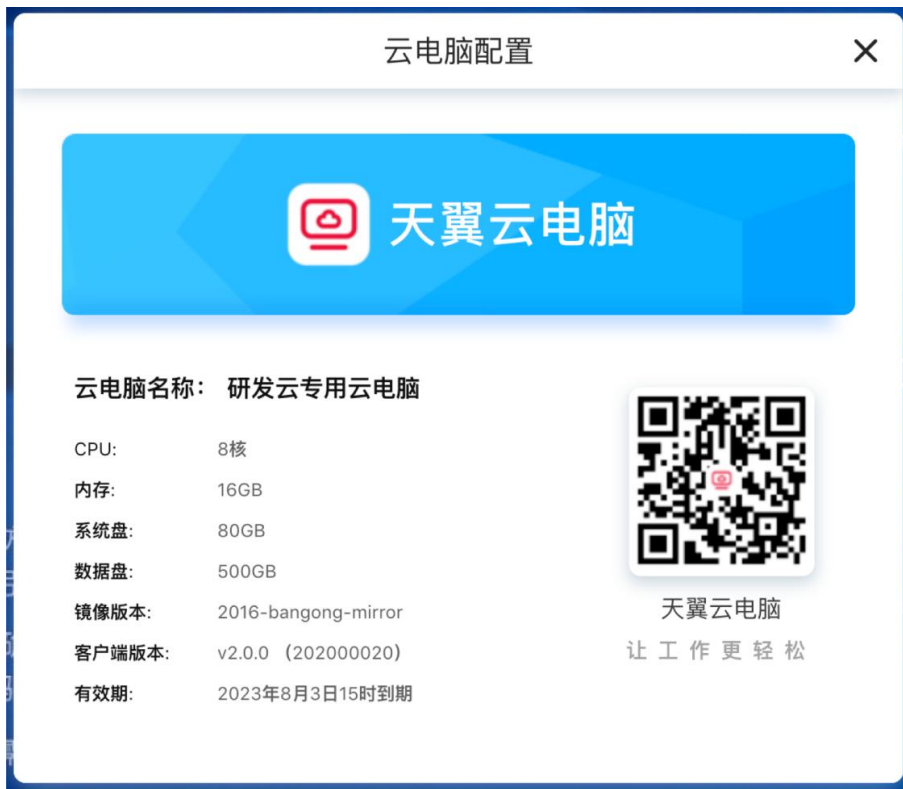 云电脑配置
天翼云电脑
云电脑名称： 研发云专用云电脑
CPU: 8核
内存: 16GB
系统盘: 80GB
数据盘: 500GB
镜像版本: 2016-bangong-mirror
客户端版本: v2.0.0 （202000020）
有效期: 2023年8月3日15时到期
天翼云电脑
让工作更轻松